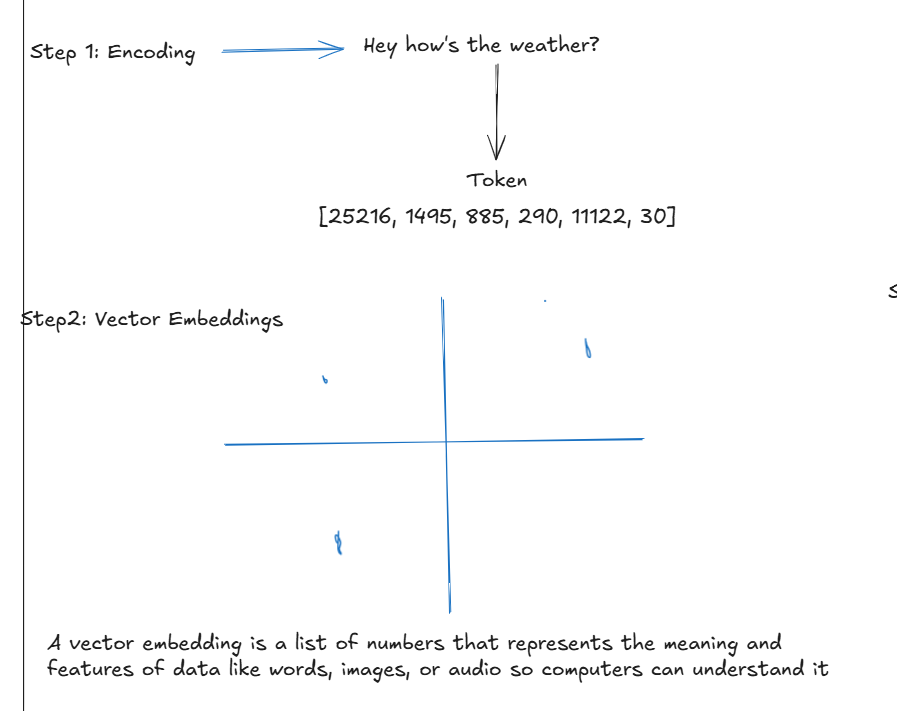 Step 1: Encoding
Hey how's the weather?
Token
[25216, 1495, 885, 290, 11122, 30]
Step2: Vector Embeddings
A vector embedding is a list of numbers that represents the meaning and
features of data like words, images, or audio so computers can understand it